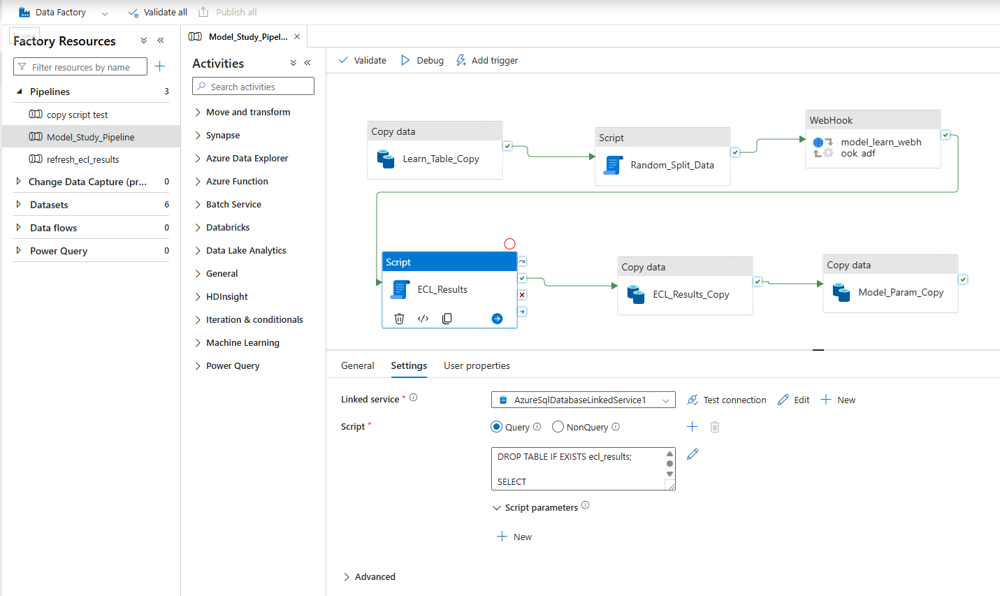 Data Factory
Validate all
Publish all
Home
Factory Resources
Filter resources by name
Pipelines 3
copy script test
Model_Study_Pipeline
refresh_ecl_results
Change Data Capture (pr... 0
Datasets 6
Data flows 0
Power Query 0
Model_Study_Pipel...
Activities
Search activities
Move and transform
Synapse
Azure Data Explorer
Azure Function
Batch Service
Databricks
Data Lake Analytics
General
HDInsight
Iteration & conditionals
Machine Learning
Power Query
Validate
Debug
Add trigger
Copy data
Learn_Table_Copy
Script
Random_Split_Data
WebHook
model_learn_webh
ook_adf
Script
ECL_Results
Copy data
ECL_Results_Copy
Copy data
Model_Param_Copy
General
Settings
User properties
Linked service *
AzureSqlDatabaseLinkedService1
Test connection
Edit
New
Script *
Query
NonQuery
DROP TABLE IF EXISTS ecl_results;
SELECT
Script parameters
New
Advanced